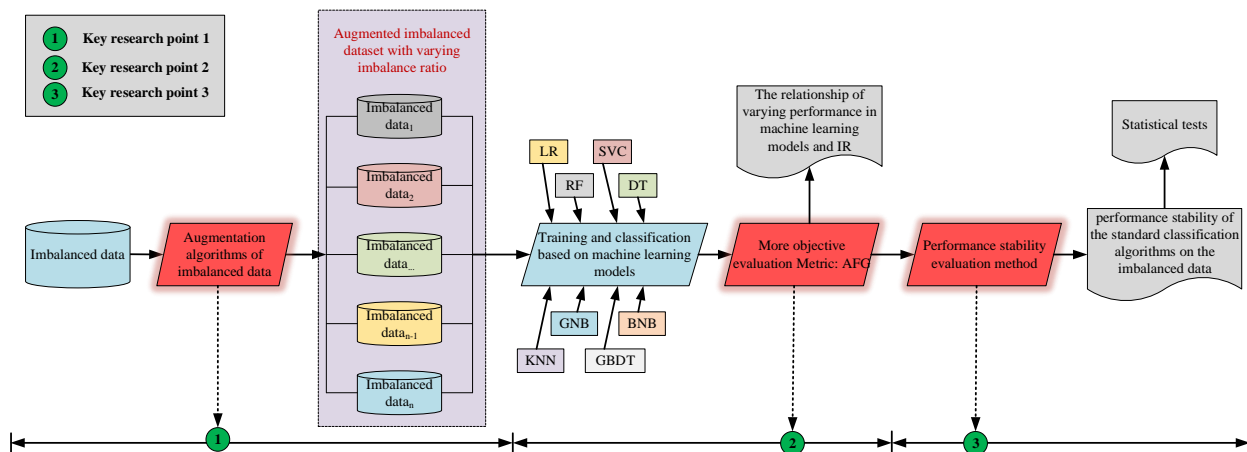 1 Key research point 1
2 Key research point 2
3 Key research point 3
Augmented imbalanced
dataset with varying
imbalance ratio
Imbalanced
data1
Imbalanced
data2
Imbalanced
data...
Imbalanced
datan-1
Imbalanced
datan
Imbalanced data
Augmentation
algorithms of
imbalanced data
LR
SVC
RF
DT
Training and classification
based on machine learning
models
GNB
BNB
KNN
GBDT
The relationship of
varying performance in
machine learning
models and IR
More objective
evaluation Metric: AFG
Performance stability
evaluation method
Statistical tests
performance stability of
the standard classification
algorithms on the
imbalanced data
1
2
3